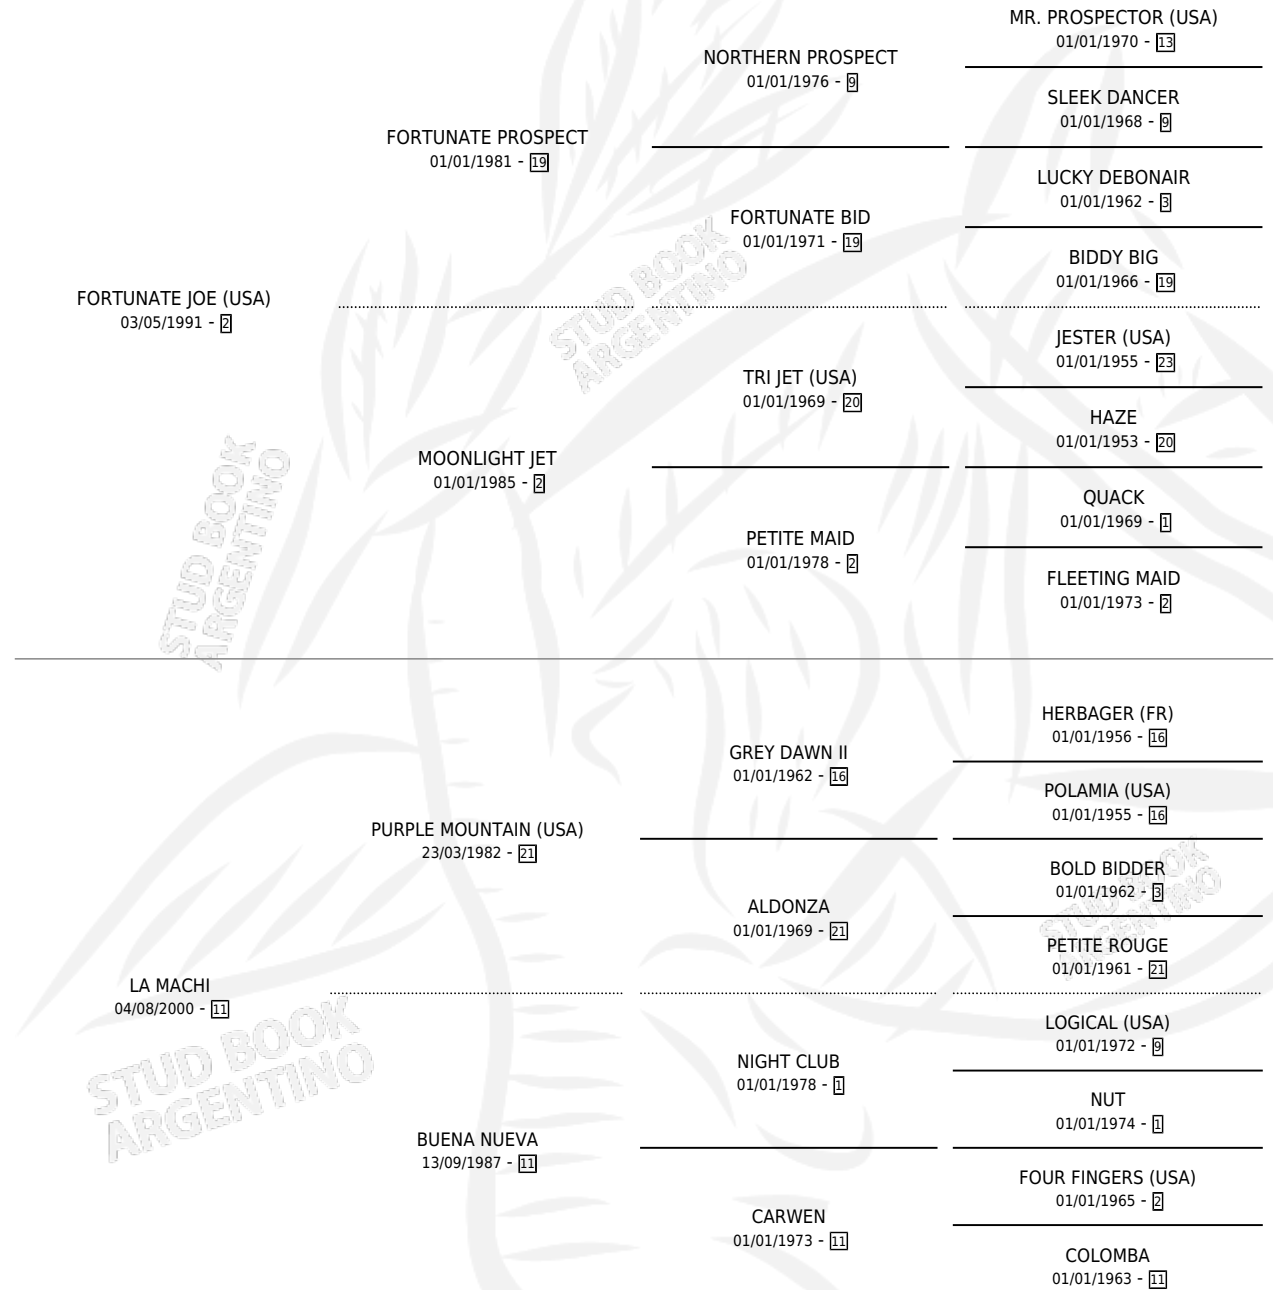 MR. PROSPECTOR (USA)
01/01/1970 - 13
NORTHERN PROSPECT
01/01/1976 - 9
SLEEK DANCER
01/01/1968 - 9
FORTUNATE PROSPECT
01/01/1981 - 19
LUCKY DEBONAIR
01/01/1962 - 3
FORTUNATE BID
01/01/1971 - 19
BIDDY BIG
01/01/1966 - 19
FORTUNATE JOE (USA)
03/05/1991 - 2
JESTER (USA)
01/01/1955 - 23
TRI JET (USA)
01/01/1969 - 20
HAZE
01/01/1953 - 20
MOONLIGHT JET
01/01/1985 - 2
QUACK
01/01/1969 - 1
PETITE MAID
01/01/1978 - 2
FLEETING MAID
01/01/1973 - 2
HERBAGER (FR)
01/01/1956 - 16
GREY DAWN II
01/01/1962 - 16
POLAMIA (USA)
01/01/1955 - 16
PURPLE MOUNTAIN (USA)
23/03/1982 - 21
BOLD BIDDER
01/01/1962 - 3
ALDONZA
01/01/1969 - 21
PETITE ROUGE
01/01/1961 - 21
LA MACHI
04/08/2000 - 11
LOGICAL (USA)
01/01/1972 - 9
NIGHT CLUB
01/01/1978 - 1
NUT
01/01/1974 - 1
BUENA NUEVA
13/09/1987 - 11
FOUR FINGERS (USA)
01/01/1965 - 2
CARWEN
01/01/1973 - 11
COLOMBA
01/01/1963 - 11
STUD BOOK
ARGENTINO
STUD BOOK
ARGENTINO
STUD BOOK
ARGENTINO
STUD BOOK
ARGENTINO